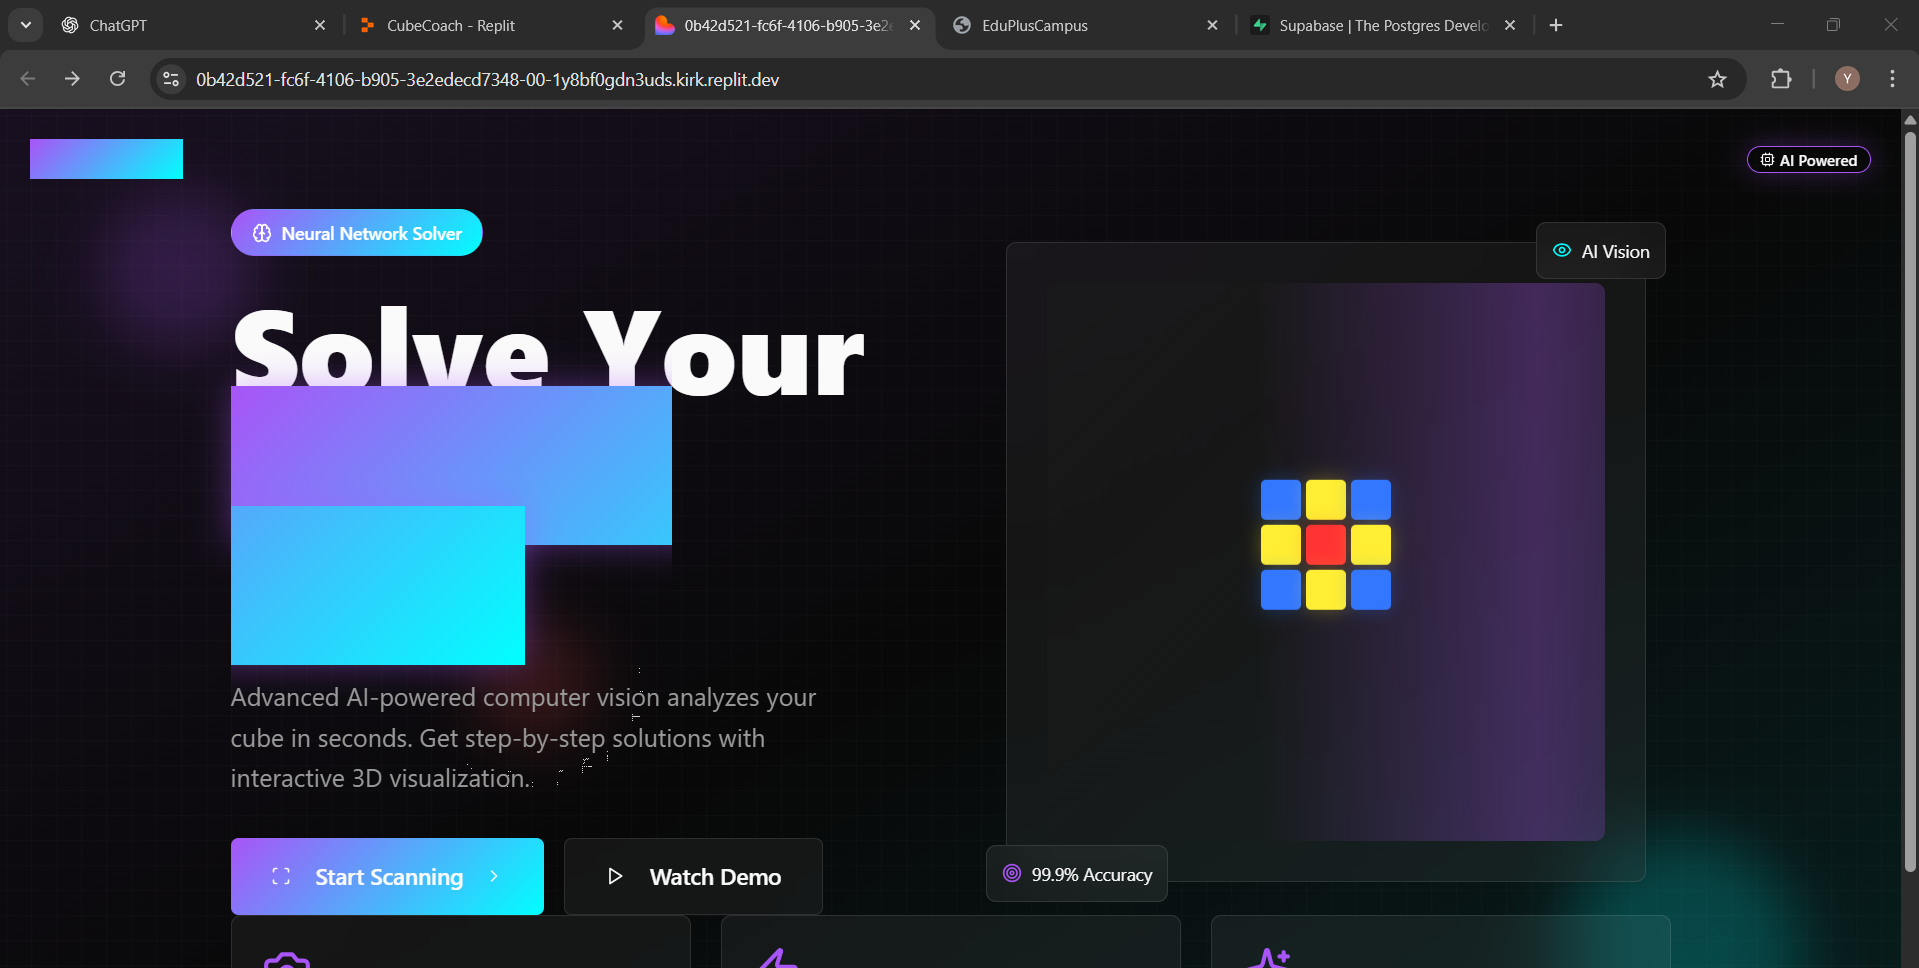 ChatGPT
CubeCoach - Replit
0b42d521-fc6f-4106-b905-3e2e
EduPlusCampus
Supabase | The Postgres Develo
0b42d521-fc6f-4106-b905-3e2edecd7348-00-1y8bf0gdn3uds.kirk.replit.dev
Y
AI Powered
Neural Network Solver
AI Vision
Solve Your
Advanced AI-powered computer vision analyzes your
cube in seconds. Get step-by-step solutions with
interactive 3D visualization.
Start Scanning
Watch Demo
99.9% Accuracy